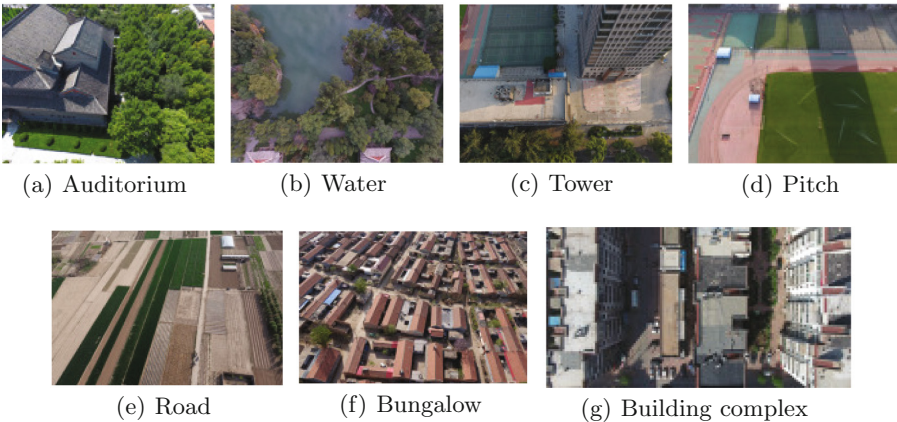 (a) Auditorium
(b) Water
(c) Tower
(d) Pitch
(e) Road
(f) Bungalow
(g) Building complex